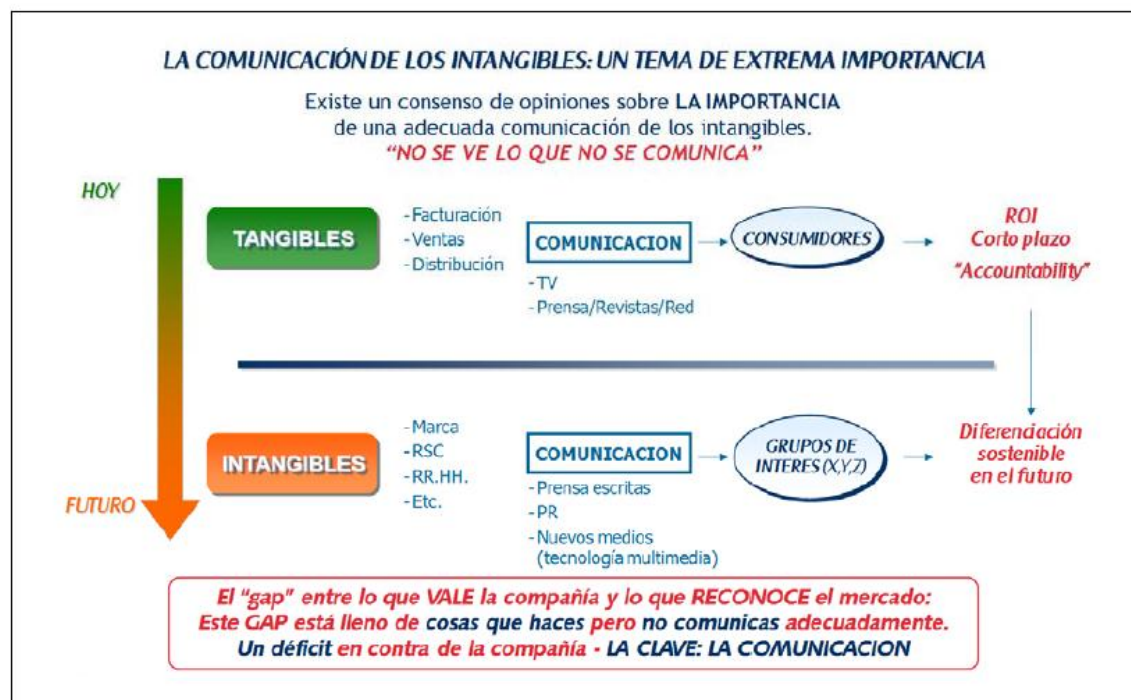 LA COMUNICACIÓN DE LOS INTANGIBLES: UN TEMA DE EXTREMA IMPORTANCIA
Existe un consenso de opiniones sobre LA IMPORTANCIA
de una adecuada comunicación de los intangibles.
“NO SE VE LO QUE NO SE COMUNICA”
HOY
TANGIBLES
- Facturación
- Ventas
- Distribución
COMUNICACION
- TV
- Prensa/Revistas/Red
CONSUMIDORES
ROI
Corto plazo
“Accountability”
INTANGIBLES
- Marca
- RSC
- RR.HH.
- Etc.
COMUNICACION
- Prensa escritas
- PR
- Nuevos medios
(tecnología multimedia)
GRUPOS DE
INTERES (X,Y,Z)
Diferenciación
sostenible
en el futuro
FUTURO
El “gap” entre lo que VALE la compañía y lo que RECONOCE el mercado:
Este GAP está lleno de cosas que haces pero no comunicas adecuadamente.
Un déficit en contra de la compañía - LA CLAVE: LA COMUNICACION